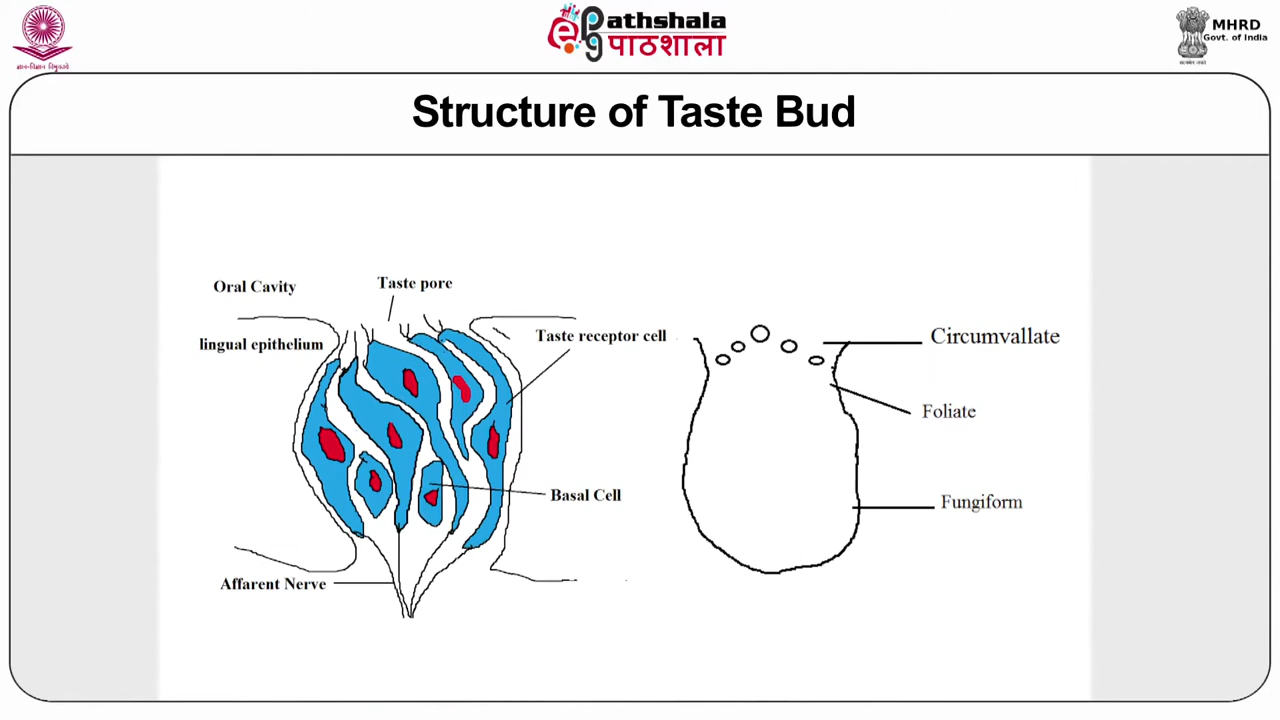 ePathshala
पाठशाला
MHRD
Govt. of India
Structure of Taste Bud
Oral Cavity
Taste pore
lingual epithelium
Taste receptor cell
Basal Cell
Affarent Nerve
Circumvallate
Foliate
Fungiform